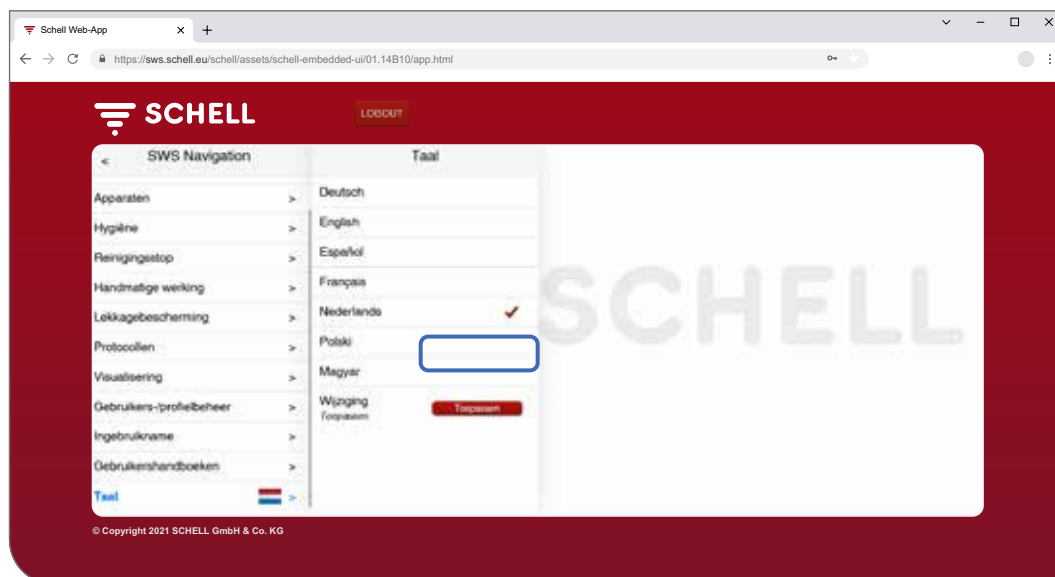 Schell Web-App
https://sws.schell.eu/schell/assets/schell-embedded-ui/01.14B10/app.html
SCHELL
LOGOUT
< SWS Navigation
Taal
Apparaten >
Hygiëne >
Reinigingsstop >
Handmatige werking >
Lekkagebescherming >
Protocollen >
Visualisering >
Gebruikers-/profielbeheer >
Ingebruikname >
Gebruikershandboeken >
Taal >
Deutsch
English
Español
Français
Nederlands
Polski
Magyar
Wijziging
Toepassen
Toepassen
SCHELL
© Copyright 2021 SCHELL GmbH & Co. KG